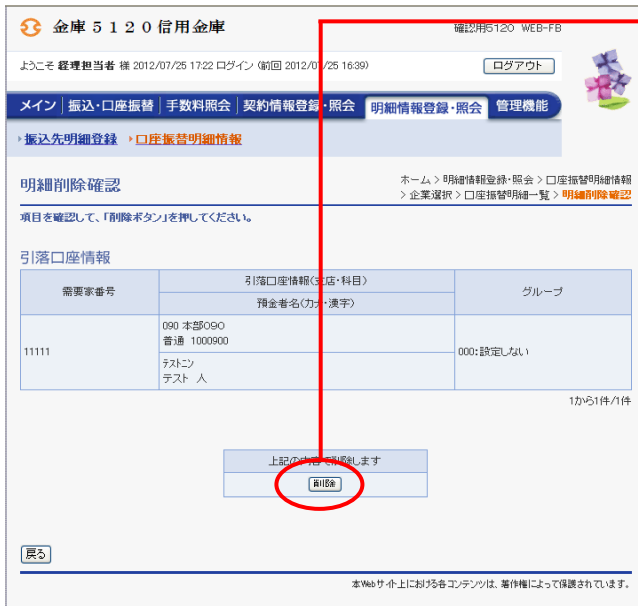 金庫５１２０信用金庫
確認用5120 WEB-FB
ようこそ 経理担当者 様 2012/07/25 17:22 ログイン (前回 2012/07/25 16:39)
ログアウト
メイン 振込・口座振替 手数料照会 契約情報登録・照会 明細情報登録・照会 管理機能
振込先明細登録 口座振替明細情報
明細削除確認
ホーム > 明細情報登録・照会 > 口座振替明細情報
> 企業選択 > 口座振替明細一覧 > 明細削除確認
項目を確認して、「削除ボタン」を押してください。
引落口座情報
需要家番号
引落口座情報(支店・科目)
預金者名(カナ・漢字)
グループ
11111
090 本部090
普通 1000900
テストニン
テスト 人
000:設定しない
1から1件/1件
上記の内容で削除します
削除
戻る
本Webサイト上における各コンテンツは、著作権によって保護されています。